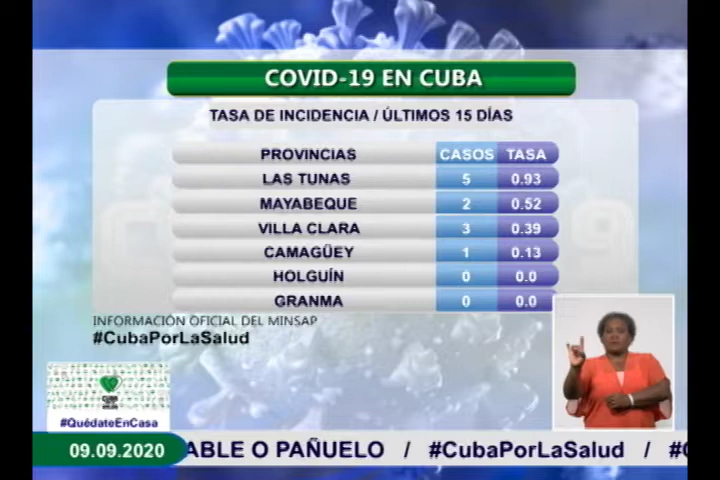 COVID-19 EN CUBA
TASA DE INCIDENCIA / ÚLTIMOS 15 DÍAS
PROVINCIAS CASOS TASA
LAS TUNAS 5 0.93
MAYABEQUE 2 0.52
VILLA CLARA 3 0.39
CAMAGÜEY 1 0.13
HOLGUÍN 0 0.0
GRANMA 0 0.0
INFORMACIÓN OFICIAL DEL MINSAP
#CubaPorLaSalud
#QuédateEnCasa
09.09.2020 ABLE O PAÑUELO / #CubaPorLaSalud / #